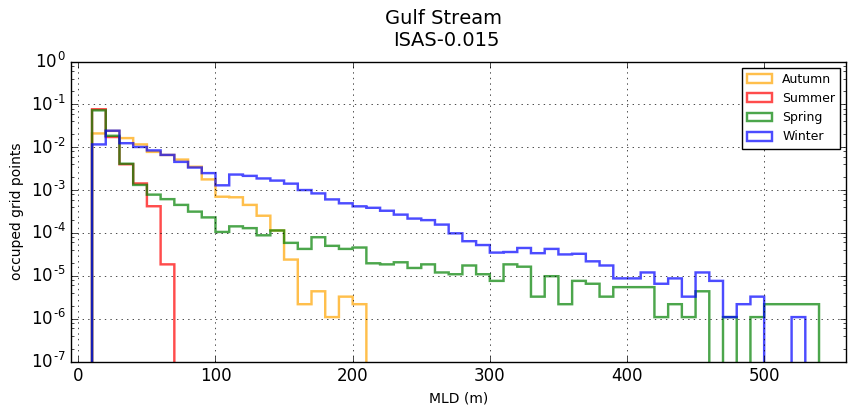 Gulf Stream
ISAS-0.015
10^0
10^-1
10^-2
10^-3
10^-4
10^-5
10^-6
10^-7
occuped grid points
Autumn
Summer
Spring
Winter
0 100 200 300 400 500
MLD (m)